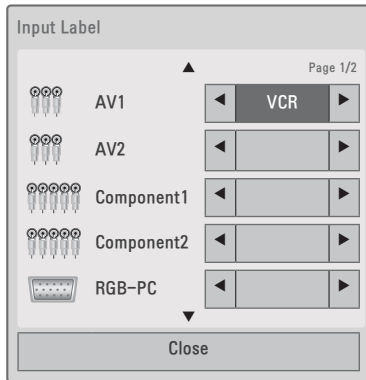 Input Label
Page 1/2
AV1 VCR
AV2
Component1
Component2
RGB-PC
Close